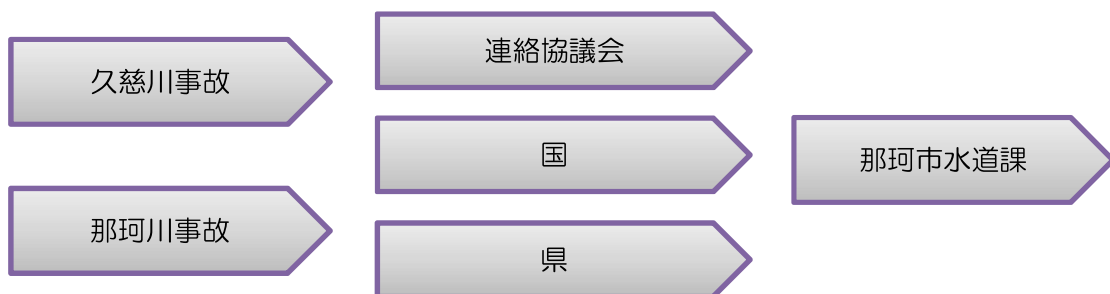 久慈川事故
那珂川事故
連絡協議会
国
県
那珂市水道課